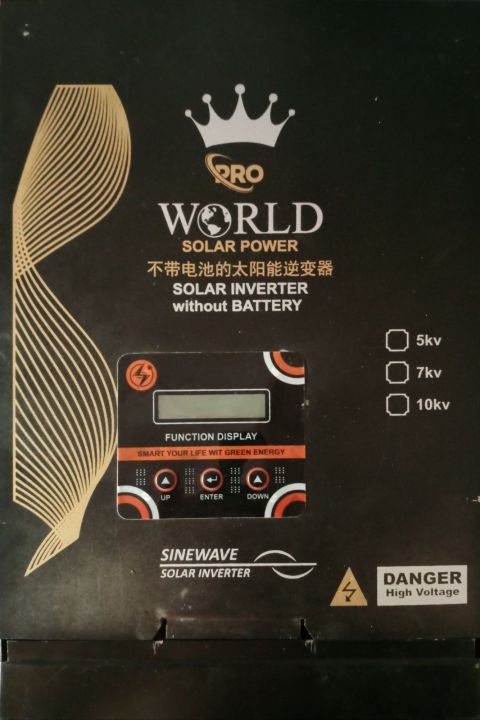 PRO
WORLD
SOLAR POWER
不带电池的太阳能逆变器
SOLAR INVERTER
without BATTERY
5kv
7kv
10kv
FUNCTION DISPLAY
SMART YOUR LIFE WIT GREEN ENERGY
UP
ENTER
DOWN
SINEWAVE
SOLAR INVERTER
DANGER
High Voltage